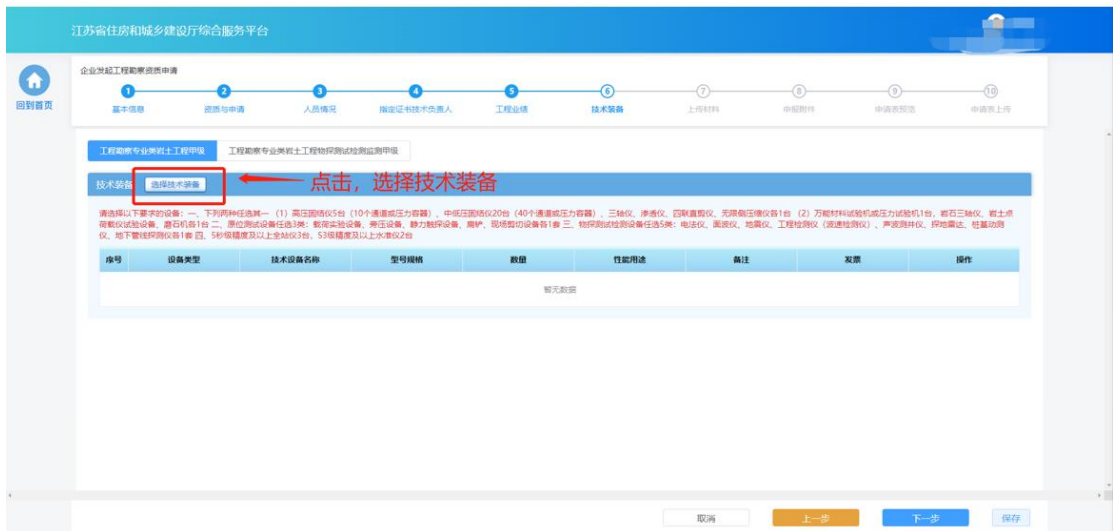 江苏省住房和城乡建设厅综合服务平台
回到首页
企业发起工程勘察资质申请
1 2 3 4 5 6 7 8 9 10
基本信息 资质与申请 人员情况 指定证书技术负责人 工程业绩 技术装备 上传材料 申报附件 申请表预览 申请表上传
工程勘察专业类岩土工程甲级 工程勘察专业类岩土工程物探测试检测监测甲级
技术装备 选择技术装备 点击，选择技术装备
请选择以下要求的设备：一、下列两种任选其一（1）高压固结仪5台（10个通道或压力容器）、中低压固结仪20台（40个通道或压力容器）、三轴仪、渗透仪、四联直剪仪、无限侧压缩仪各1台（2）万能材料试验机或压力试验机1台，岩石三轴仪、岩土点
荷载仪试验设备、磨石机各1台 二、原位测试设备任选3类：载荷实验设备、旁压设备、静力触探设备、扁铲、现场剪切设备各1套 三、物探测试检测设备任选5类：电法仪、面波仪、地震仪、工程检测仪（波速检测仪）、声波测井仪、探地雷达、桩基动测
仪、地下管线探测仪各1套 四、5秒级精度及以上全站仪3台，S3级精度及以上水准仪2台
序号 设备类型 技术设备名称 型号规格 数量 性能用途 备注 发票 操作
暂无数据
取消 上一步 下一步 保存